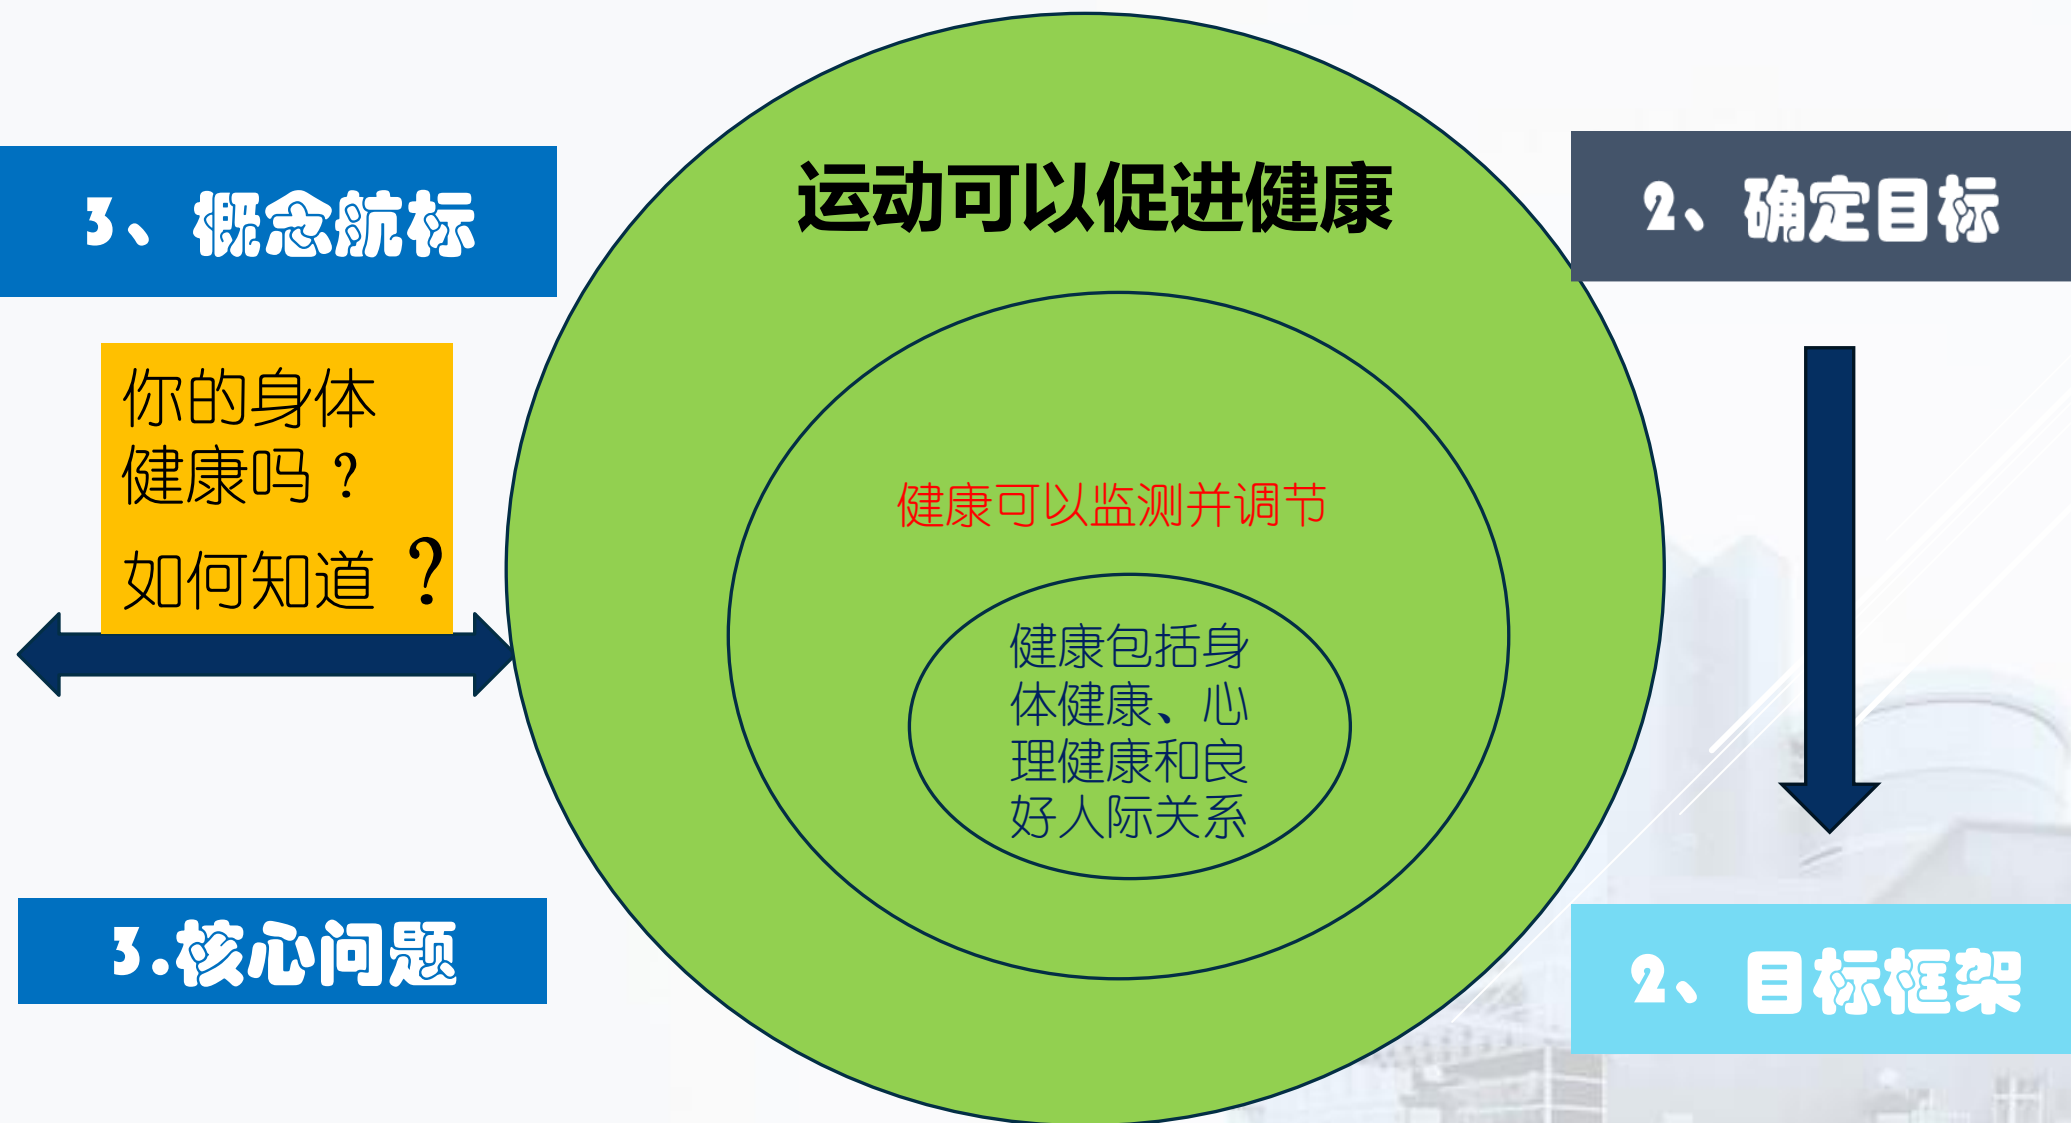 运动可以促进健康
3、概念航标
2、确定目标
你的身体
健康吗？
如何知道？
健康可以监测并调节
健康包括身
体健康、心
理健康和良
好人际关系
3.核心问题
2、目标框架